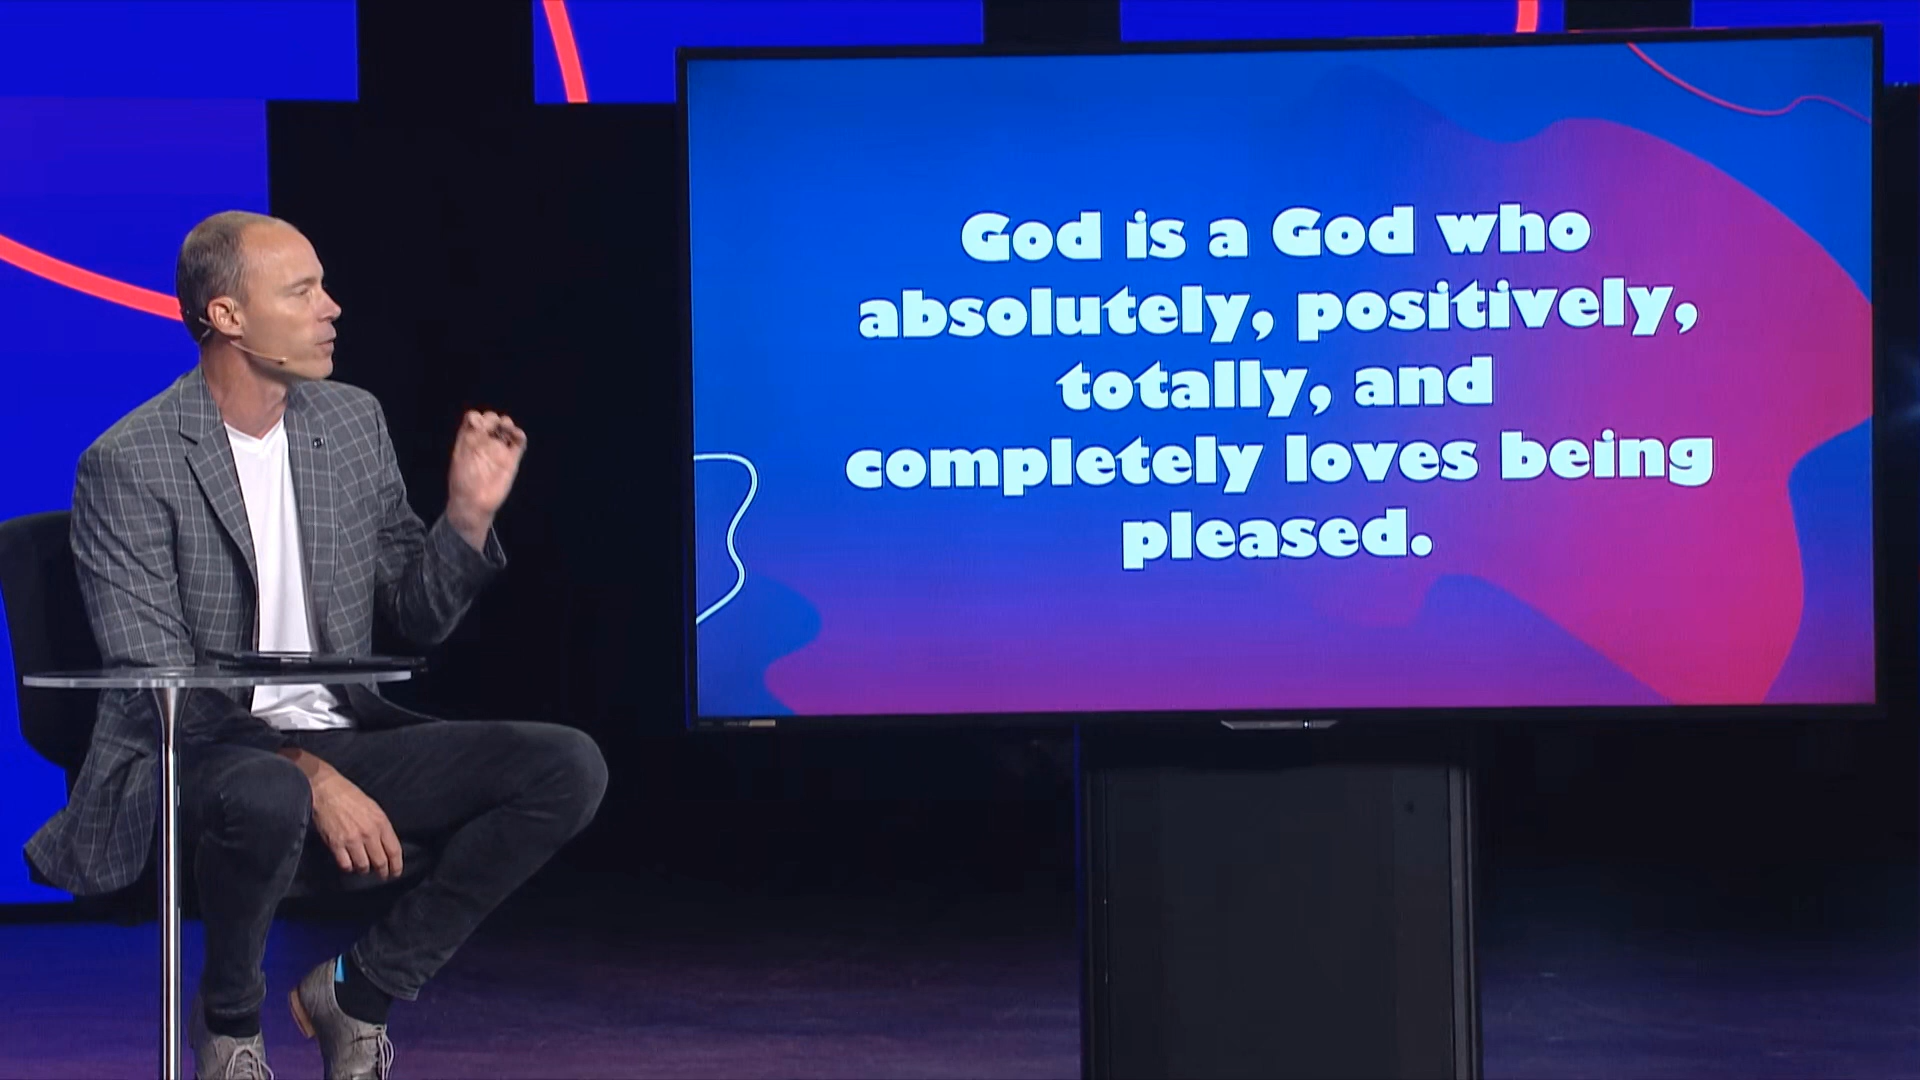 God is a God who
absolutely, positively,
totally, and
completely loves being
pleased.